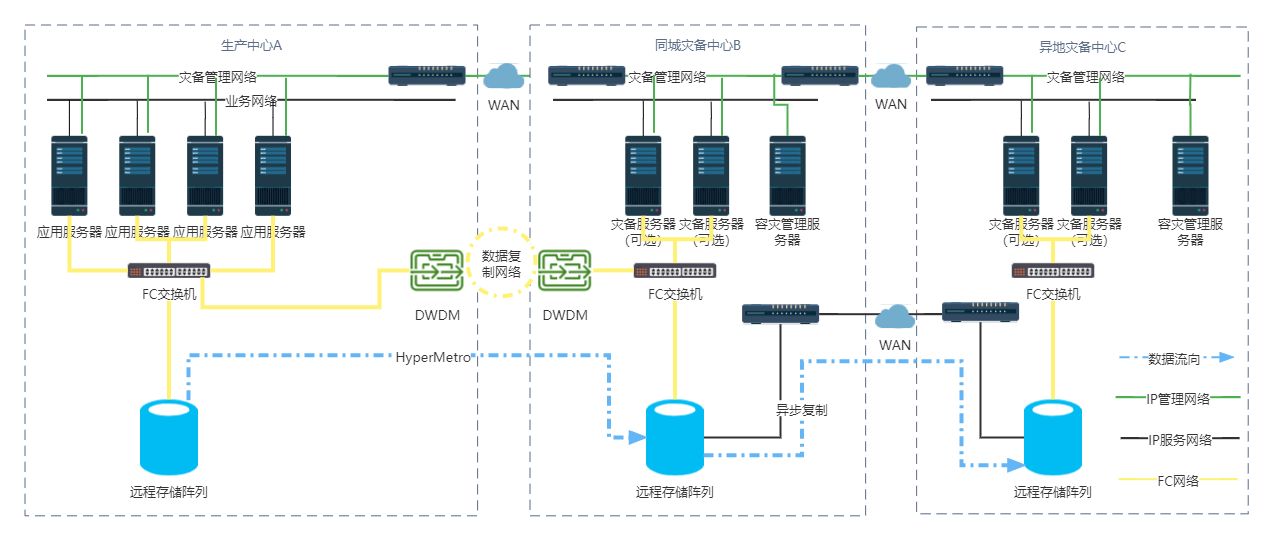 生产中心A
同城灾备中心B
异地灾备中心C
灾备管理网络
灾备管理网络
灾备管理网络
WAN
WAN
业务网络
应用服务器
应用服务器
应用服务器
应用服务器
灾备服务器
(可选)
灾备服务器
(可选)
容灾管理服
务器
灾备服务器
(可选)
灾备服务器
(可选)
容灾管理服
务器
数据复
制网络
FC交换机
DWDM
DWDM
FC交换机
FC交换机
WAN
HyperMetro
异步复制
数据流向
IP管理网络
IP服务网络
FC网络
远程存储阵列
远程存储阵列
远程存储阵列